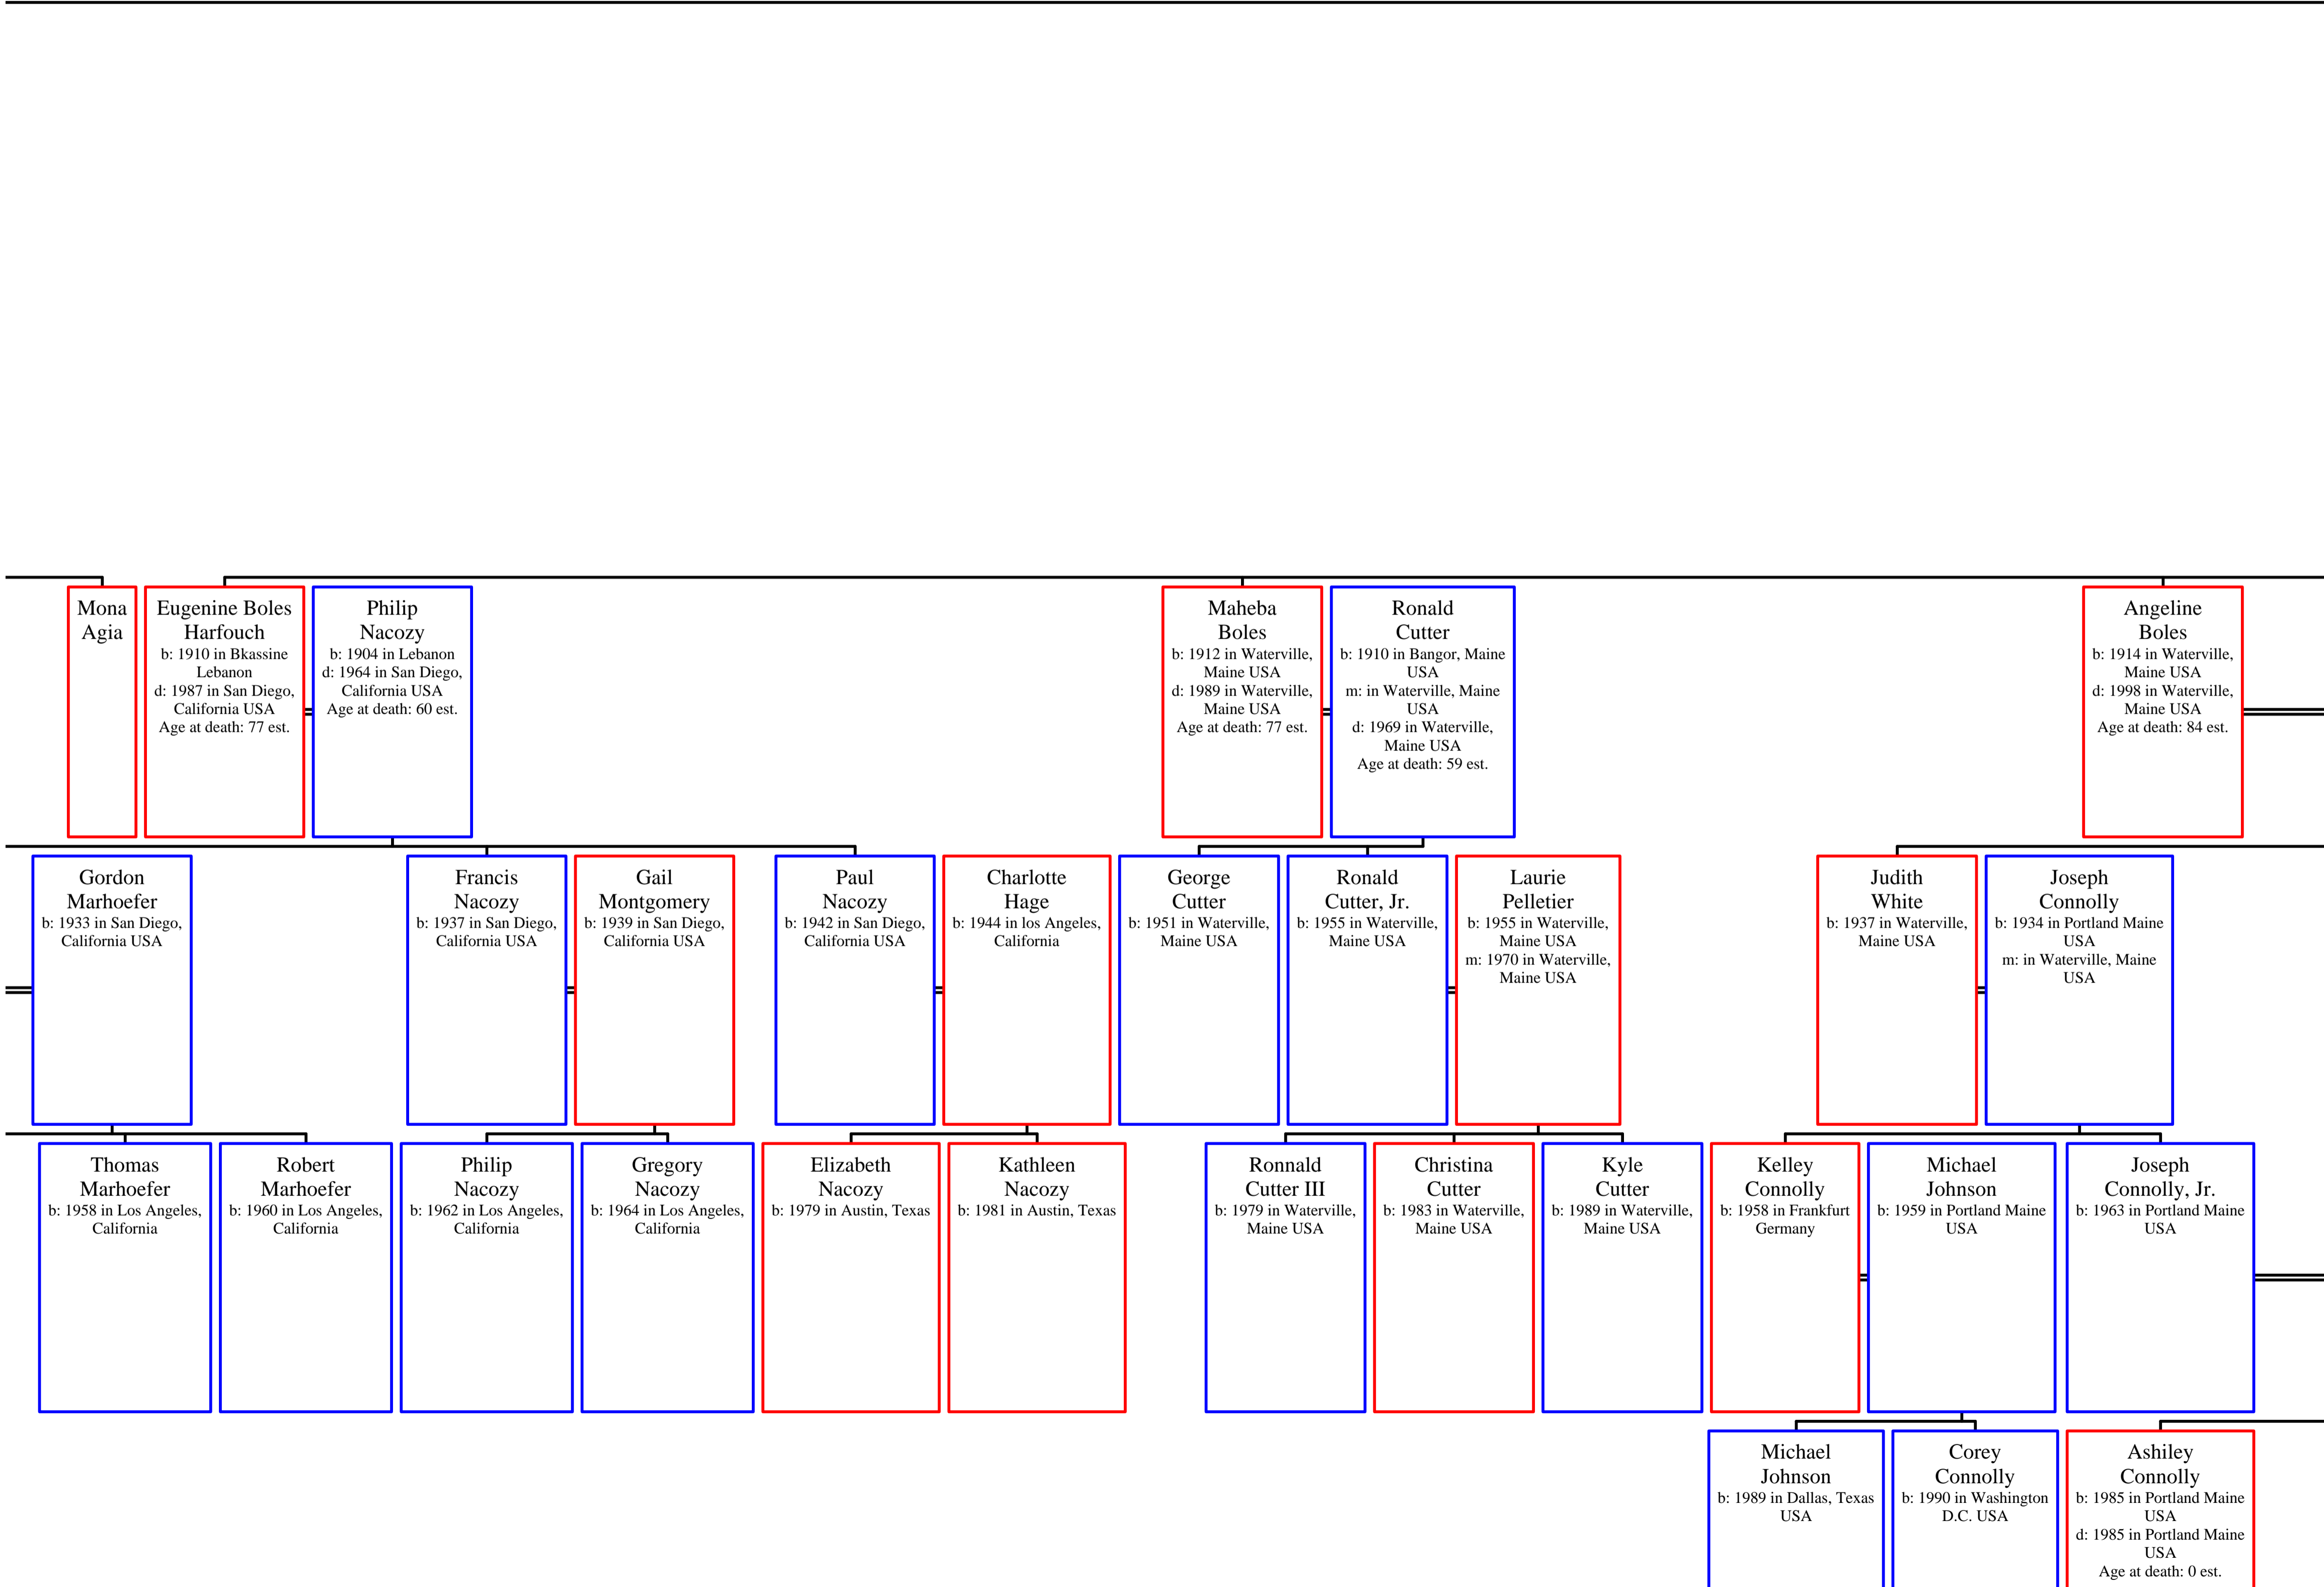 Mona
Agia
Eugenine Boles
Harfouch
b: 1910 in Bkassine
Lebanon
d: 1987 in San Diego,
California USA
Age at death: 77 est.
Philip
Nacozy
b: 1904 in Lebanon
d: 1964 in San Diego,
California USA
Age at death: 60 est.
Maheba
Boles
b: 1912 in Waterville,
Maine USA
d: 1989 in Waterville,
Maine USA
Age at death: 77 est.
Ronald
Cutter
b: 1910 in Bangor, Maine
USA
m: in Waterville, Maine
USA
d: 1969 in Waterville,
Maine USA
Age at death: 59 est.
Angeline
Boles
b: 1914 in Waterville,
Maine USA
d: 1998 in Waterville,
Maine USA
Age at death: 84 est.
Gordon
Marhoefer
b: 1933 in San Diego,
California USA
Francis
Nacozy
b: 1937 in San Diego,
California USA
Gail
Montgomery
b: 1939 in San Diego,
California USA
Paul
Nacozy
b: 1942 in San Diego,
California USA
Charlotte
Hage
b: 1944 in los Angeles,
California
George
Cutter
b: 1951 in Waterville,
Maine USA
Ronald
Cutter, Jr.
b: 1955 in Waterville,
Maine USA
Laurie
Pelletier
b: 1955 in Waterville,
Maine USA
m: 1970 in Waterville,
Maine USA
Judith
White
b: 1937 in Waterville,
Maine USA
Joseph
Connolly
b: 1934 in Portland Maine
USA
m: in Waterville, Maine
USA
Thomas
Marhoefer
b: 1958 in Los Angeles,
California
Robert
Marhoefer
b: 1960 in Los Angeles,
California
Philip
Nacozy
b: 1962 in Los Angeles,
California
Gregory
Nacozy
b: 1964 in Los Angeles,
California
Elizabeth
Nacozy
b: 1979 in Austin, Texas
Kathleen
Nacozy
b: 1981 in Austin, Texas
Ronnald
Cutter III
b: 1979 in Waterville,
Maine USA
Christina
Cutter
b: 1983 in Waterville,
Maine USA
Kyle
Cutter
b: 1989 in Waterville,
Maine USA
Kelley
Connolly
b: 1958 in Frankfurt
Germany
Michael
Johnson
b: 1959 in Portland Maine
USA
Joseph
Connolly, Jr.
b: 1963 in Portland Maine
USA
Michael
Johnson
b: 1989 in Dallas, Texas
USA
Corey
Connolly
b: 1990 in Washington
D.C. USA
Ashiley
Connolly
b: 1985 in Portland Maine
USA
d: 1985 in Portland Maine
USA
Age at death: 0 est.